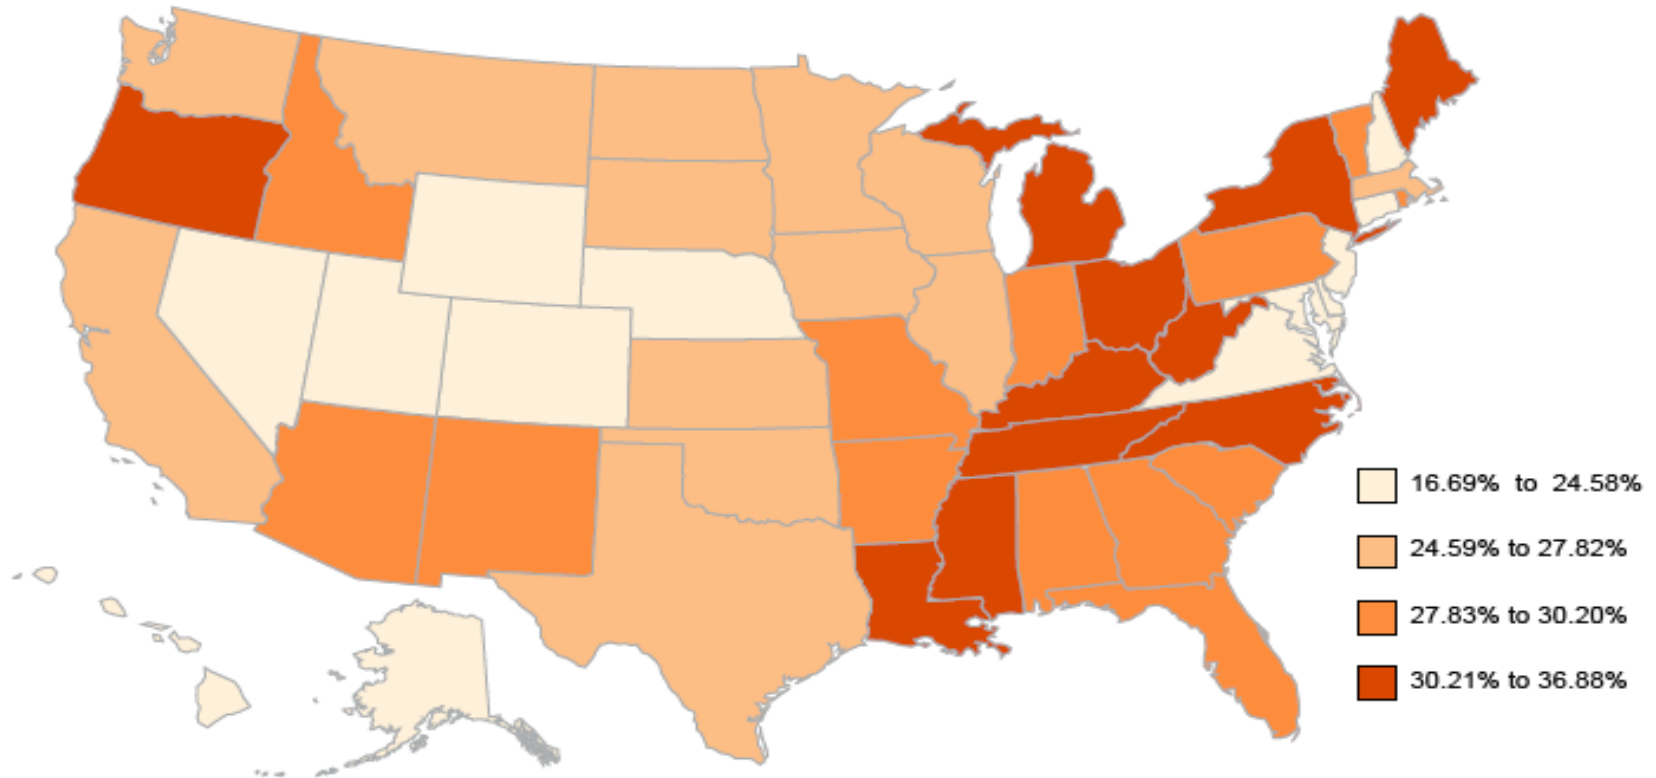 16.69% to 24.58%
24.59% to 27.82%
27.83% to 30.20%
30.21% to 36.88%